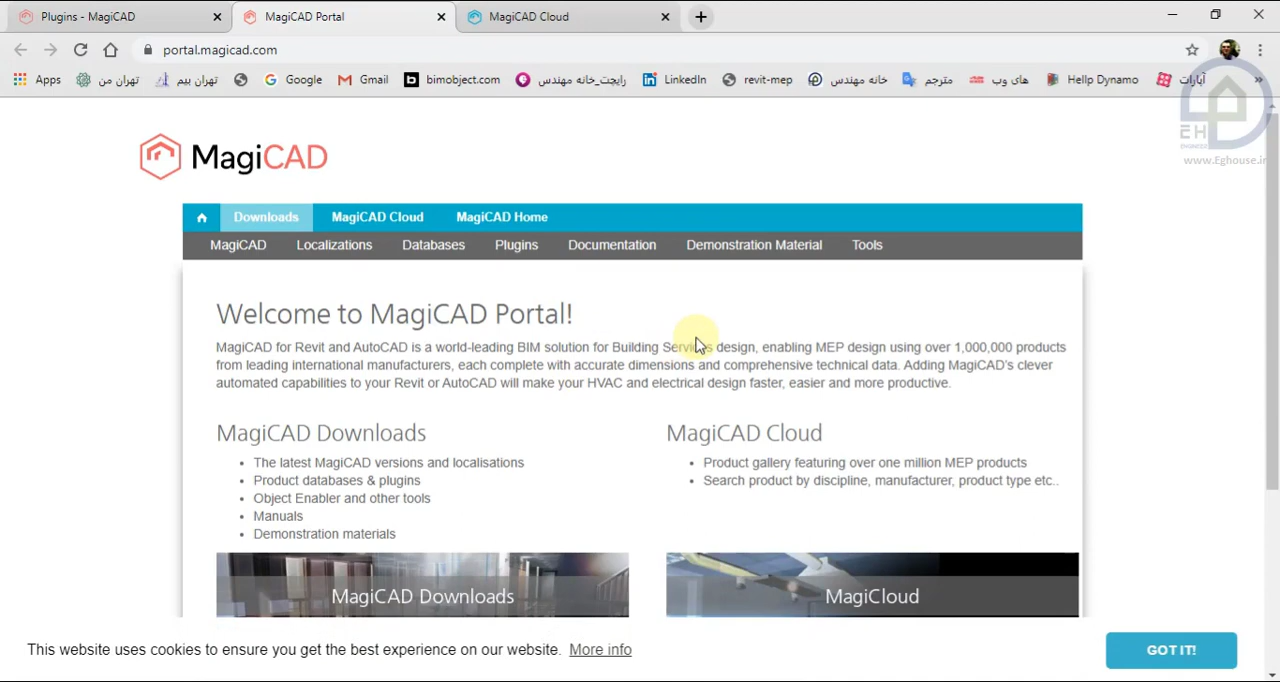 Plugins - MagiCAD
MagiCAD Portal
MagiCAD Cloud
portal.magicad.com
Apps
تهران من
تهران بیم
Google
Gmail
bimobject.com
رایجت_خانه مهندس
LinkedIn
revit-mep
خانه مهندس
مترجم
های وب
Hellp Dynamo
آپارات
EH
ENGINEER
www.Eghouse.ir
MagiCAD
Downloads MagiCAD Cloud MagiCAD Home
MagiCAD Localizations Databases Plugins Documentation Demonstration Material Tools
Welcome to MagiCAD Portal!
MagiCAD for Revit and AutoCAD is a world-leading BIM solution for Building Services design, enabling MEP design using over 1,000,000 products
from leading international manufacturers, each complete with accurate dimensions and comprehensive technical data. Adding MagiCAD's clever
automated capabilities to your Revit or AutoCAD will make your HVAC and electrical design faster, easier and more productive.
MagiCAD Downloads
The latest MagiCAD versions and localisations
Product databases & plugins
Object Enabler and other tools
Manuals
Demonstration materials
MagiCAD Downloads
MagiCAD Cloud
Product gallery featuring over one million MEP products
Search product by discipline, manufacturer, product type etc..
MagiCloud
This website uses cookies to ensure you get the best experience on our website. More info
GOT IT!